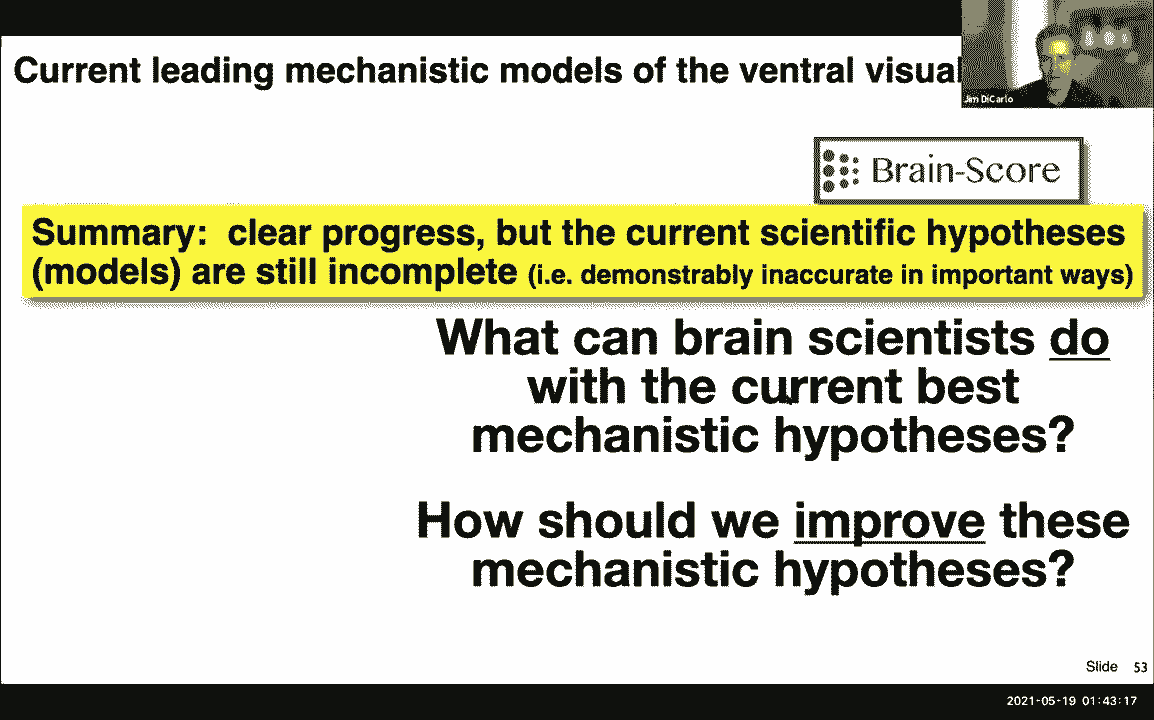 Current leading mechanistic models of the ventral visual
Jim DiCarlo
Brain-Score
Summary: clear progress, but the current scientific hypotheses
(models) are still incomplete (i.e. demonstrably inaccurate in important ways)
What can brain scientists do
with the current best
mechanistic hypotheses?
How should we improve these
mechanistic hypotheses?
Slide 53
2021-05-19 01:43:17